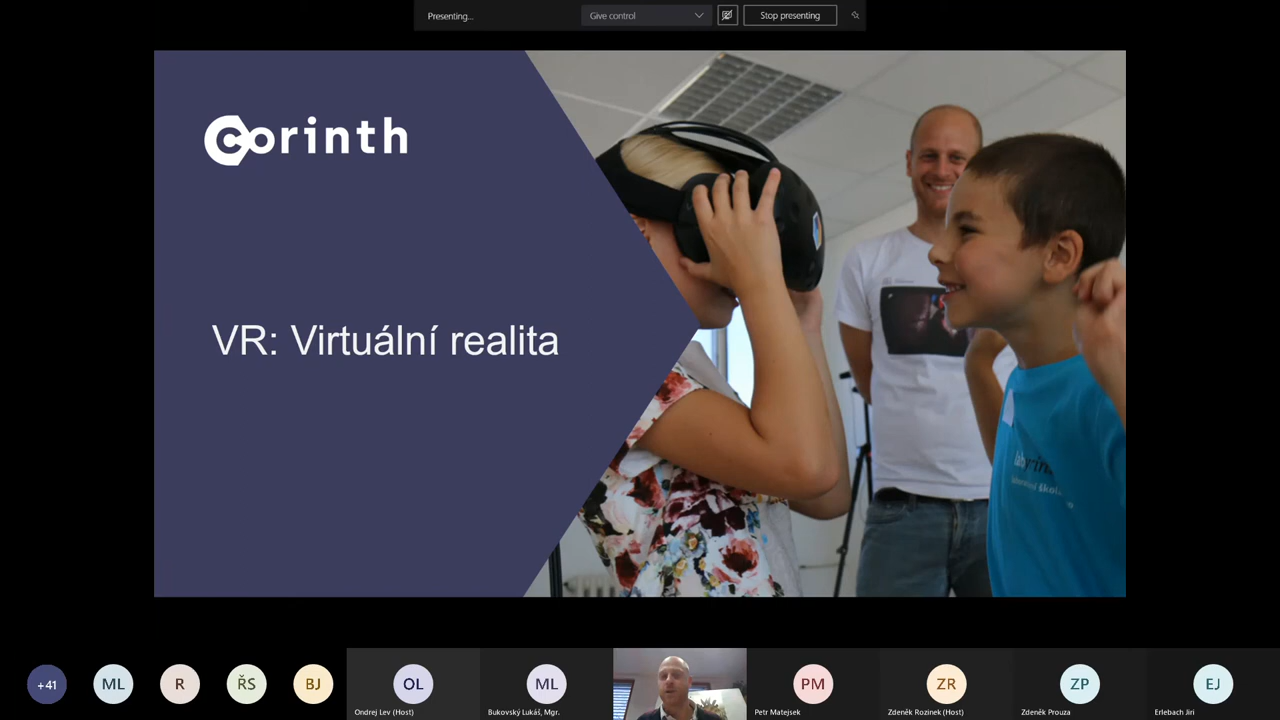 Presenting...
Give control
Stop presenting
corinth
VR: Virtuální realita
+41
ML
R
ŘS
BJ
OL
ML
PM
ZR
ZP
EJ
Ondrej Lev (Host)
Bukovský Lukáš, Mgr.
Petr Matejsek
Zdeněk Rozinek (Host)
Zdeněk Prouza
Erlebach Jiri